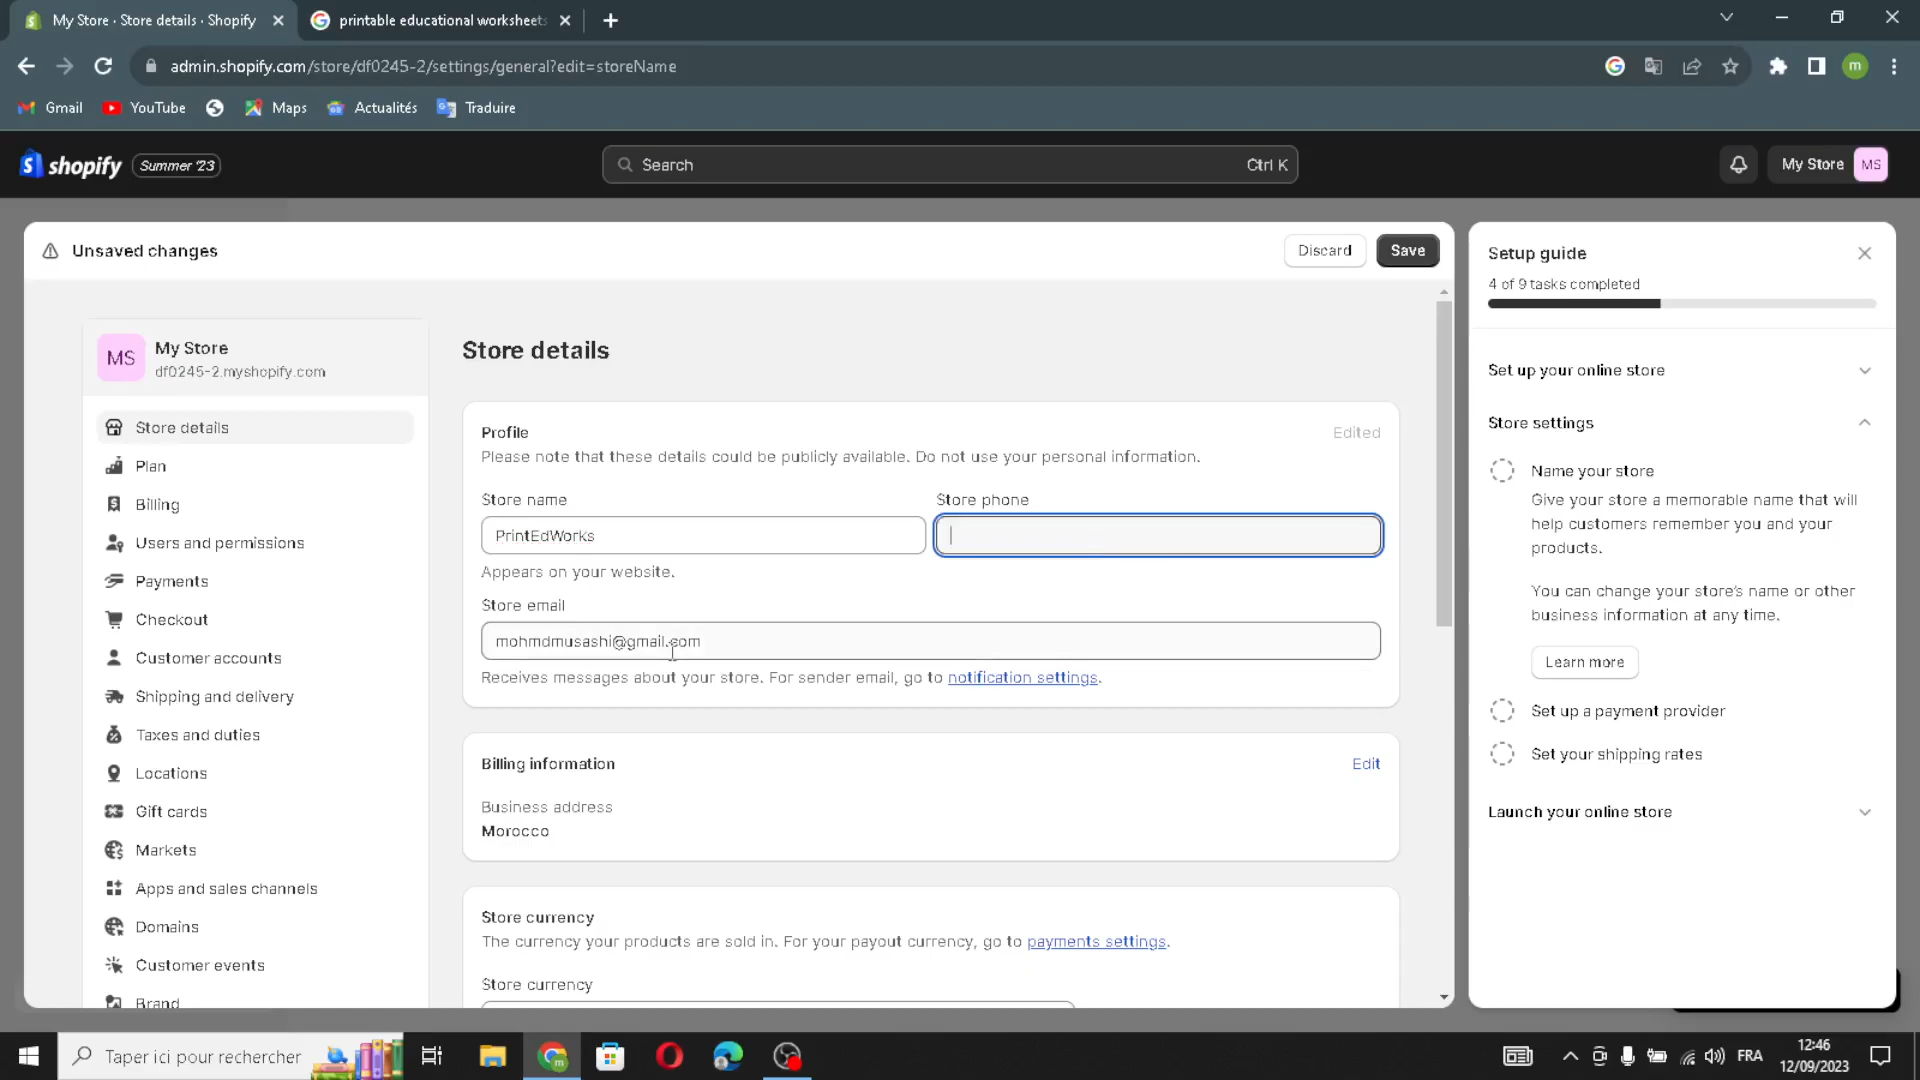 My Store · Store details · Shopify
printable educational worksheets
admin.shopify.com/store/df0245-2/settings/general?edit=storeName
m
Gmail
YouTube
Maps
Actualités
Traduire
shopify
Summer '23
Search
Ctrl K
My Store
MS
Unsaved changes
Discard
Save
MS
My Store
df0245-2.myshopify.com
Store details
Plan
Billing
Users and permissions
Payments
Checkout
Customer accounts
Shipping and delivery
Taxes and duties
Locations
Gift cards
Markets
Apps and sales channels
Domains
Customer events
Brand
Store details
Profile
Edited
Please note that these details could be publicly available. Do not use your personal information.
Store name
Store phone
PrintEdWorks
Appears on your website.
Store email
mohmdmusashi@gmail.com
Receives messages about your store. For sender email, go to notification settings.
Billing information
Edit
Business address
Morocco
Store currency
The currency your products are sold in. For your payout currency, go to payments settings.
Store currency
Setup guide
4 of 9 tasks completed
Set up your online store
Store settings
Name your store
Give your store a memorable name that will
help customers remember you and your
products.
You can change your store's name or other
business information at any time.
Learn more
Set up a payment provider
Set your shipping rates
Launch your online store
Taper ici pour rechercher
FRA
12:46
12/09/2023